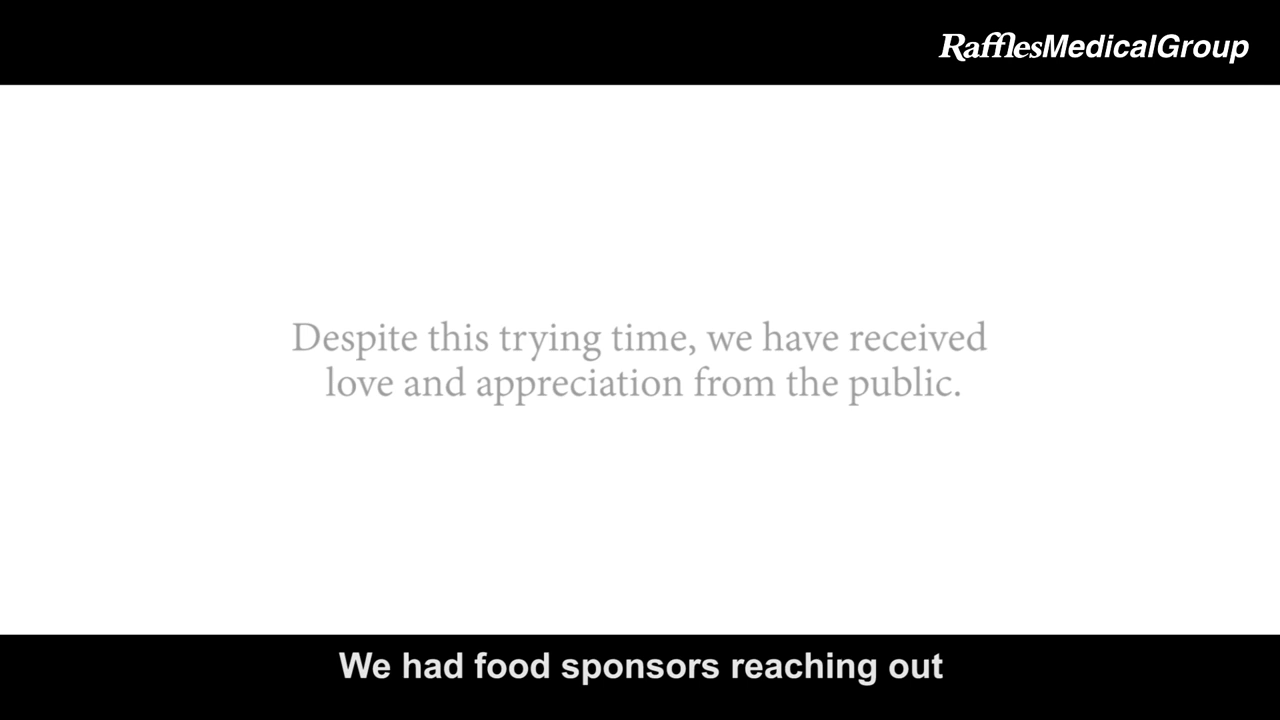 RafflesMedicalGroup
Despite this trying time, we have received
love and appreciation from the public.
We had food sponsors reaching out